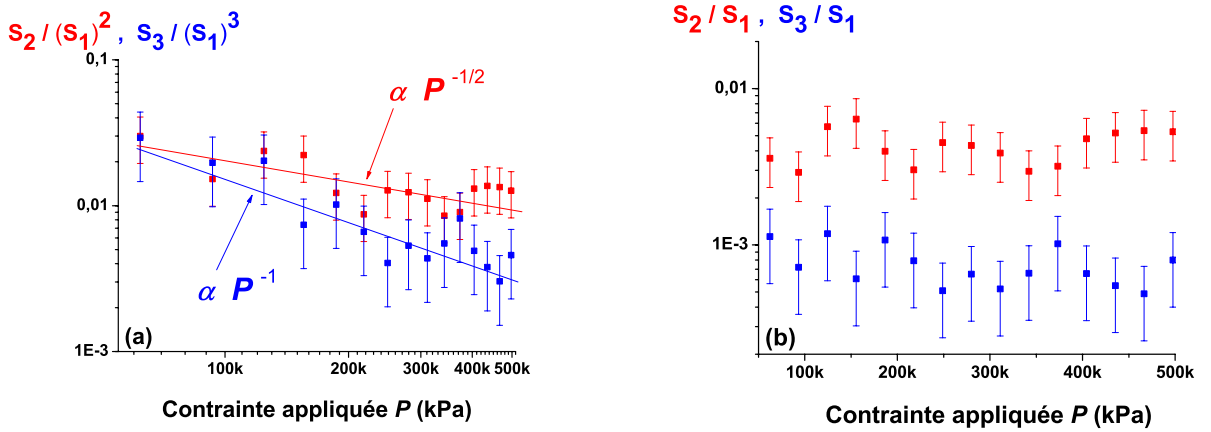 S2 / (S1)2 , S3 / (S1)3
0,1
0,01
1E-3
α P -1/2
α P-1
(a)
100k 200k 300k 400k 500k
Contrainte appliquée P (kPa)
S2 / S1 , S3 / S1
0,01
1E-3
(b)
100k 200k 300k 400k 500k
Contrainte appliquée P (kPa)